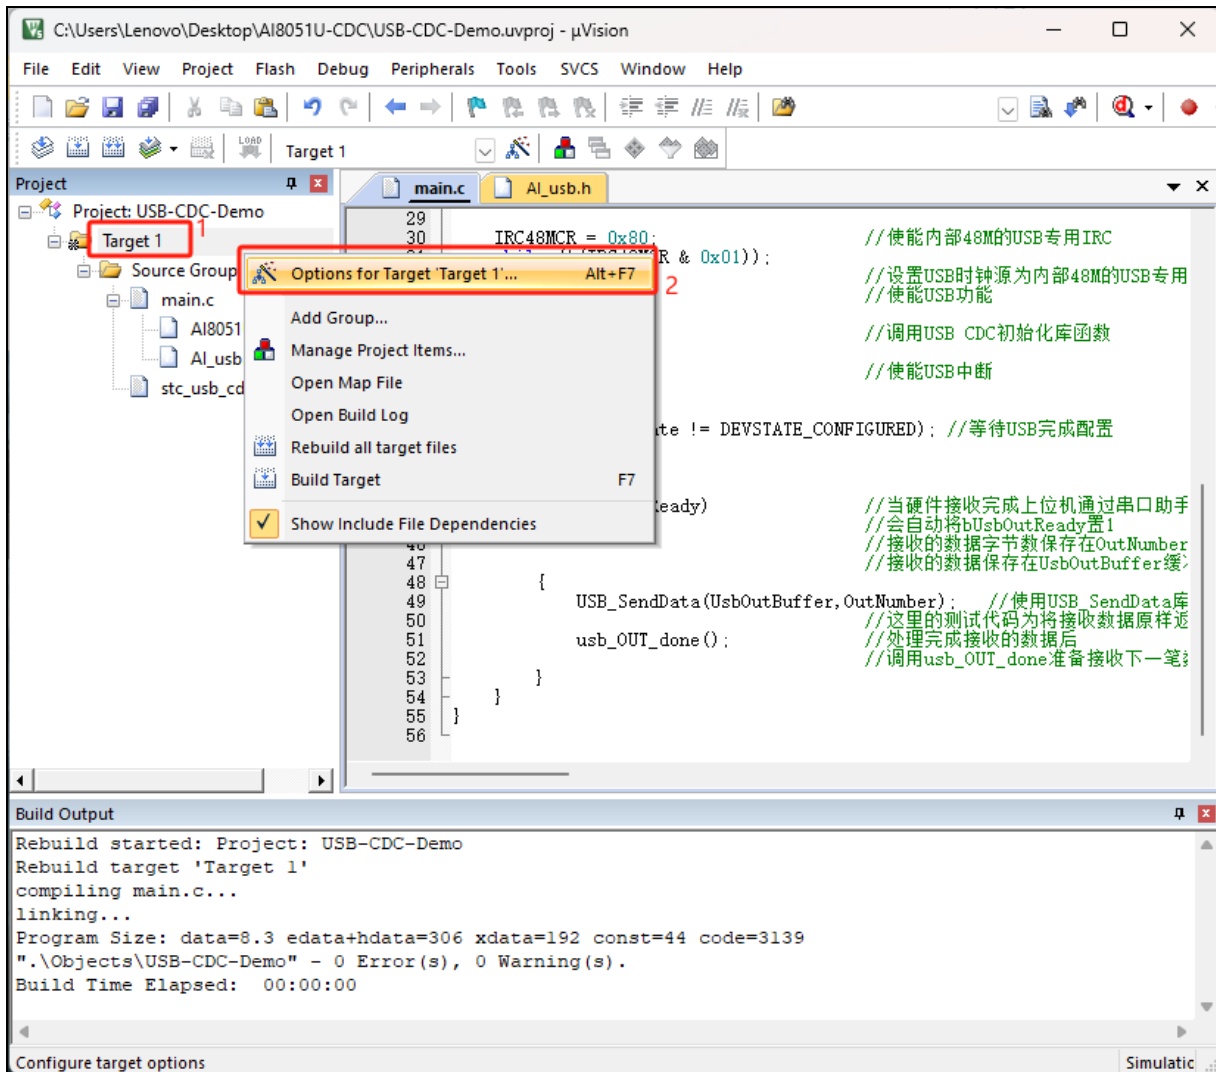 C:\Users\Lenovo\Desktop\AI8051U-CDC\USB-CDC-Demo.uvproj - µVision
File Edit View Project Flash Debug Peripherals Tools SVCS Window Help
LOAD Target 1
Project
main.c AI_usb.h
Project: USB-CDC-Demo
Target 1
1
Source Group
main.c
AI8051
AI_usb
stc_usb_cd
Options for Target 'Target 1'... Alt+F7
2
Add Group...
Manage Project Items...
Open Map File
Open Build Log
Rebuild all target files
Build Target F7
Show Include File Dependencies
29
30 IRC48MCR = 0x80; //使能内部48M的USB专用IRC
R & 0x01));
//设置USB时钟源为内部48M的USB专用
//使能USB功能
//调用USB CDC初始化库函数
//使能USB中断
te != DEVSTATE_CONFIGURED); //等待USB完成配置
eady) //当硬件接收完成上位机通过串口助手
//会自动将bUsbOutReady置1
//接收的数据字节数保存在OutNumber
47 //接收的数据保存在UsbOutBuffer缓
48 {
49 USB_SendData(UsbOutBuffer,OutNumber); //使用USB_SendData库
50 //这里的测试代码为将接收数据原样返
51 usb_OUT_done(); //处理完成接收的数据后
52 //调用usb_OUT_done准备接收下一笔
53 }
54 }
55 }
56
Build Output
Rebuild started: Project: USB-CDC-Demo
Rebuild target 'Target 1'
compiling main.c...
linking...
Program Size: data=8.3 edata+hdata=306 xdata=192 const=44 code=3139
".\Objects\USB-CDC-Demo" - 0 Error(s), 0 Warning(s).
Build Time Elapsed: 00:00:00
Configure target options Simulatic